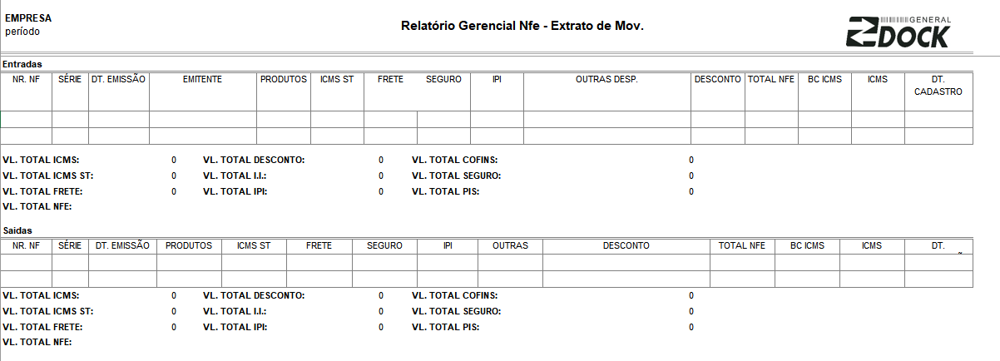 EMPRESA
período
Relatório Gerencial Nfe - Extrato de Mov.
GENERAL
DOCK
Entradas
NR. NF SÉRIE DT. EMISSÃO EMITENTE PRODUTOS ICMS ST FRETE SEGURO IPI OUTRAS DESP. DESCONTO TOTAL NFE BC ICMS ICMS DT.
CADASTRO
VL. TOTAL ICMS: 0 VL. TOTAL DESCONTO: 0 VL. TOTAL COFINS: 0
VL. TOTAL ICMS ST: 0 VL. TOTAL I.I.: 0 VL. TOTAL SEGURO: 0
VL. TOTAL FRETE: 0 VL. TOTAL IPI: 0 VL. TOTAL PIS: 0
VL. TOTAL NFE:
Saidas
NR. NF SÉRIE DT. EMISSÃO PRODUTOS ICMS ST FRETE SEGURO IPI OUTRAS DESCONTO TOTAL NFE BC ICMS ICMS DT.
VL. TOTAL ICMS: 0 VL. TOTAL DESCONTO: 0 VL. TOTAL COFINS: 0
VL. TOTAL ICMS ST: 0 VL. TOTAL I.I.: 0 VL. TOTAL SEGURO: 0
VL. TOTAL FRETE: 0 VL. TOTAL IPI: 0 VL. TOTAL PIS: 0
VL. TOTAL NFE: